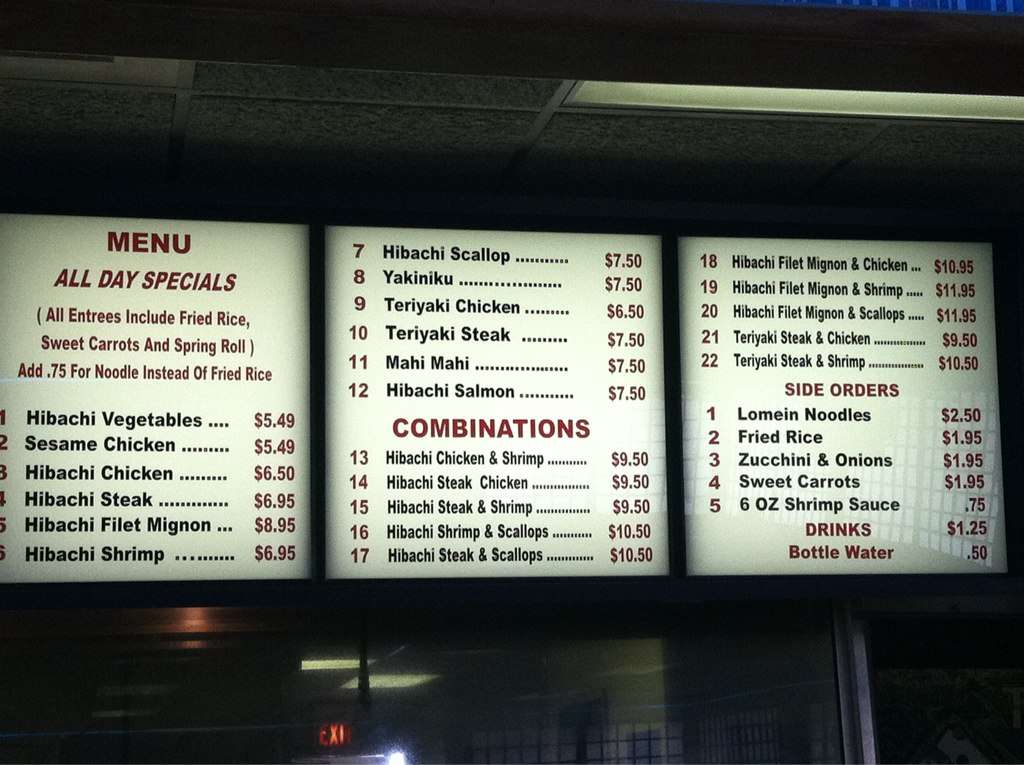 MENU
ALL DAY SPECIALS
( All Entrees Include Fried Rice,
Sweet Carrots And Spring Roll )
Add .75 For Noodle Instead Of Fried Rice
1 Hibachi Vegetables .... $5.49
2 Sesame Chicken ......... $5.49
3 Hibachi Chicken ......... $6.50
4 Hibachi Steak ............. $6.95
5 Hibachi Filet Mignon ... $8.95
6 Hibachi Shrimp .......... $6.95
7 Hibachi Scallop ........... $7.50
8 Yakiniku ..................... $7.50
9 Teriyaki Chicken ......... $6.50
10 Teriyaki Steak ......... $7.50
11 Mahi Mahi ................... $7.50
12 Hibachi Salmon ........... $7.50
COMBINATIONS
13 Hibachi Chicken & Shrimp ........... $9.50
14 Hibachi Steak Chicken ................ $9.50
15 Hibachi Steak & Shrimp ............... $9.50
16 Hibachi Shrimp & Scallops ........... $10.50
17 Hibachi Steak & Scallops ............. $10.50
18 Hibachi Filet Mignon & Chicken ... $10.95
19 Hibachi Filet Mignon & Shrimp ..... $11.95
20 Hibachi Filet Mignon & Scallops ..... $11.95
21 Teriyaki Steak & Chicken ................ $9.50
22 Teriyaki Steak & Shrimp ................. $10.50
SIDE ORDERS
1 Lomein Noodles $2.50
2 Fried Rice $1.95
3 Zucchini & Onions $1.95
4 Sweet Carrots $1.95
5 6 OZ Shrimp Sauce .75
DRINKS $1.25
Bottle Water .50
EXI